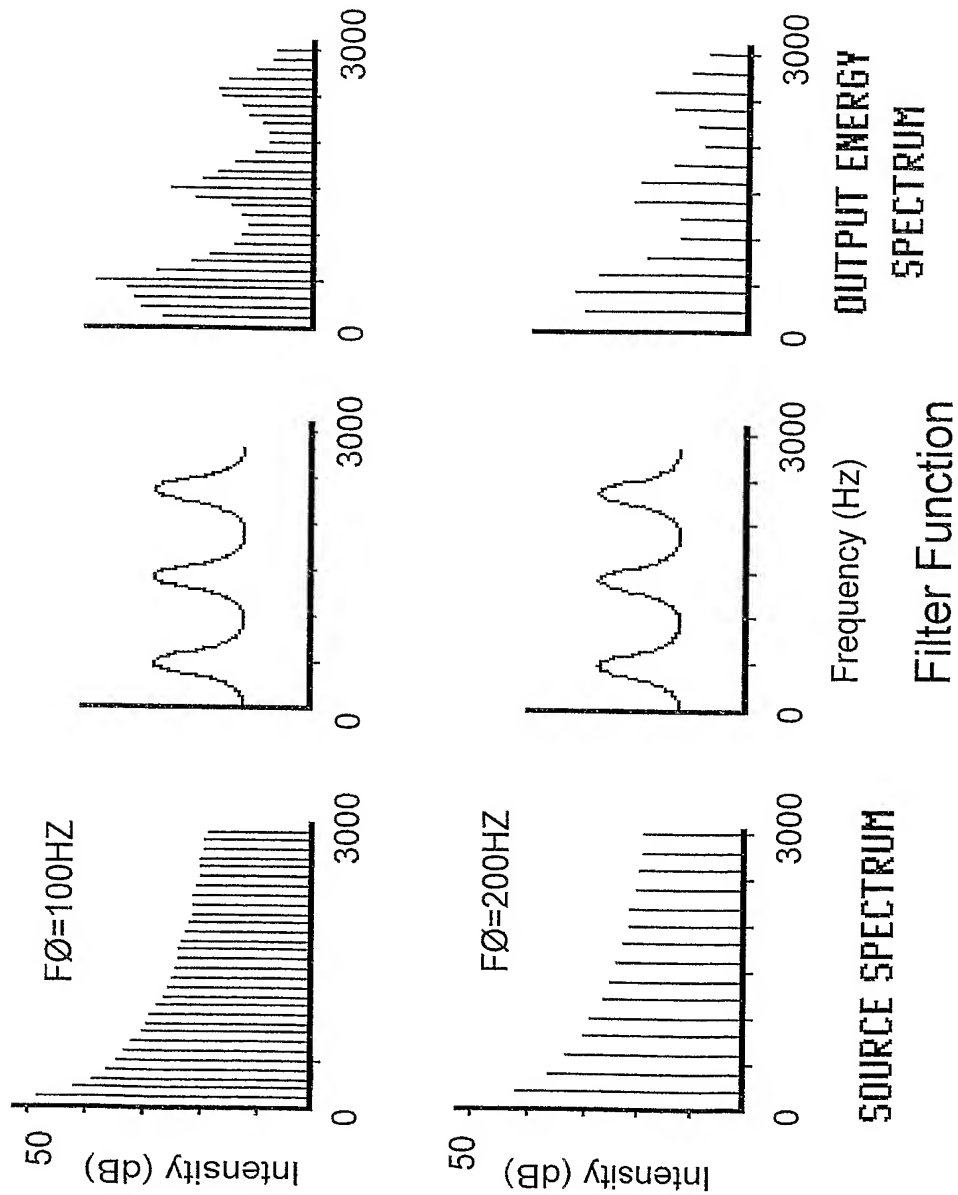 50
Intensity (dB)
FØ=100HZ
0
3000
0
3000
0
3000
50
Intensity (dB)
FØ=200HZ
0
3000
0
3000
0
3000
SOURCE SPECTRUM
Frequency (Hz)
Filter Function
OUTPUT ENERGY
SPECTRUM